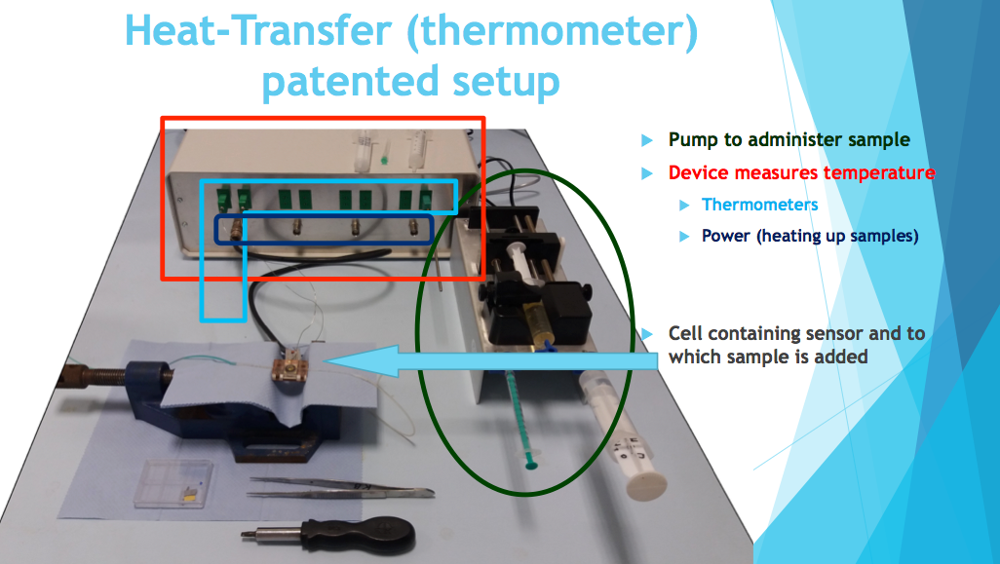 Heat-Transfer (thermometer)
patented setup
Pump to administer sample
Device measures temperature
Thermometers
Power (heating up samples)
Cell containing sensor and to
which sample is added